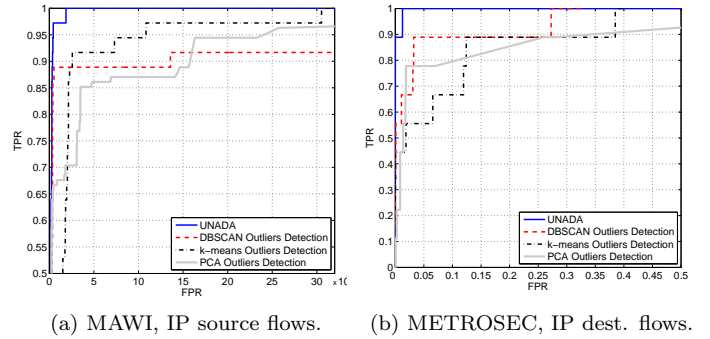 1
0.95
0.9
0.85
0.8
0.75
0.7
0.65
0.6
0.55
0.5
TPR
0 5 10 15 20 25 30
FPR
UNADA
DBSCAN Outliers Detection
k−means Outliers Detection
PCA Outliers Detection
(a) MAWI, IP source flows.
1
0.9
0.8
0.7
0.6
0.5
0.4
0.3
0.2
0.1
0
TPR
0 0.05 0.1 0.15 0.2 0.25 0.3 0.35 0.4 0.45 0.5
FPR
UNADA
DBSCAN Outliers Detection
k−means Outliers Detection
PCA Outliers Detection
(b) METROSEC, IP dest. flows.